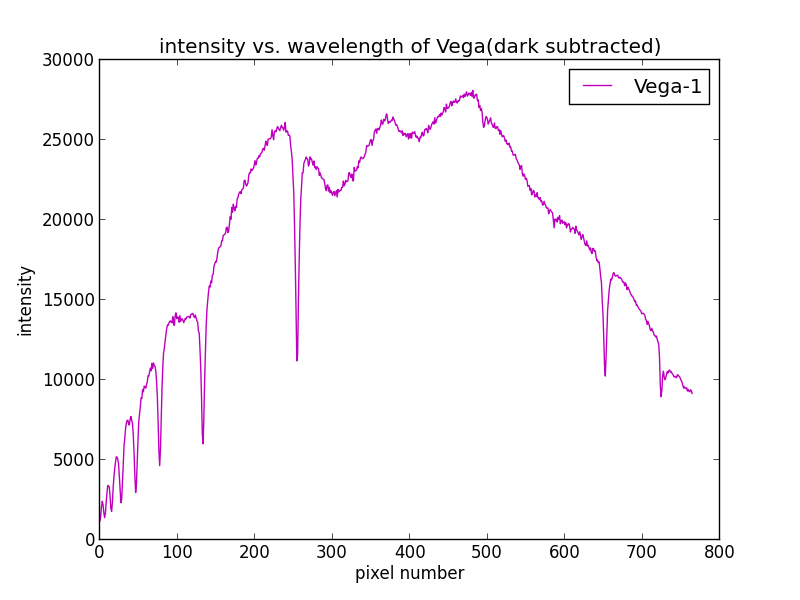 intensity vs. wavelength of Vega(dark subtracted)
30000
Vega-1
25000
20000
15000
10000
5000
0
intensity
0 100 200 300 400 500 600 700 800
pixel number